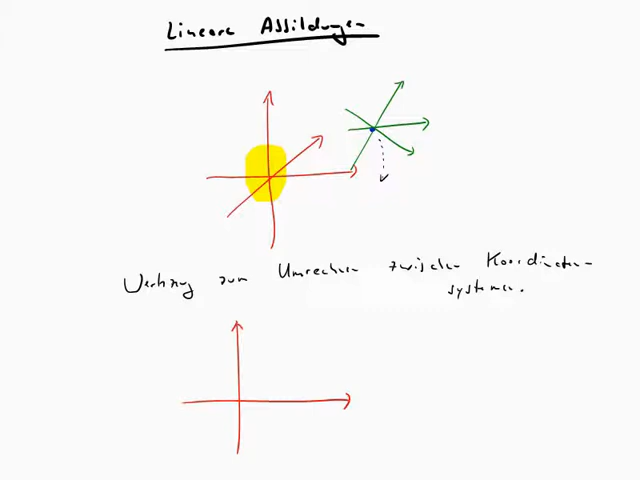 Lineare Abbildungen
Werkzeug zum Umrechnen zwischen Koordinaten-
systemen.